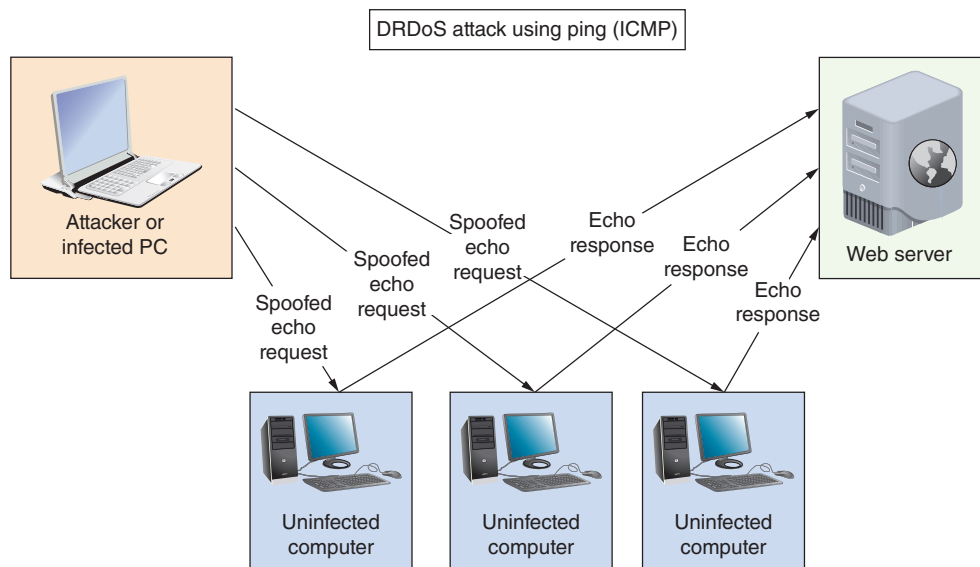 DRDoS attack using ping (ICMP)
Attacker or
infected PC
Web server
Spoofed
echo
request
Spoofed
echo
request
Spoofed
echo
request
Echo
response
Echo
response
Echo
response
Uninfected
computer
Uninfected
computer
Uninfected
computer